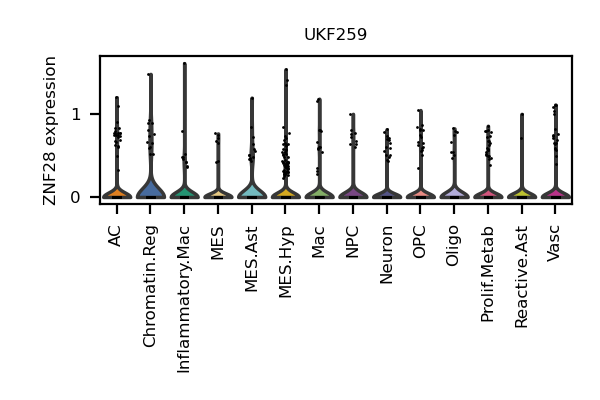 UKF259
ZNF28 expression
1
0
AC
Chromatin.Reg
Inflammatory.Mac
MES
MES.Ast
MES.Hyp
Mac
NPC
Neuron
OPC
Oligo
Prolif.Metab
Reactive.Ast
Vasc